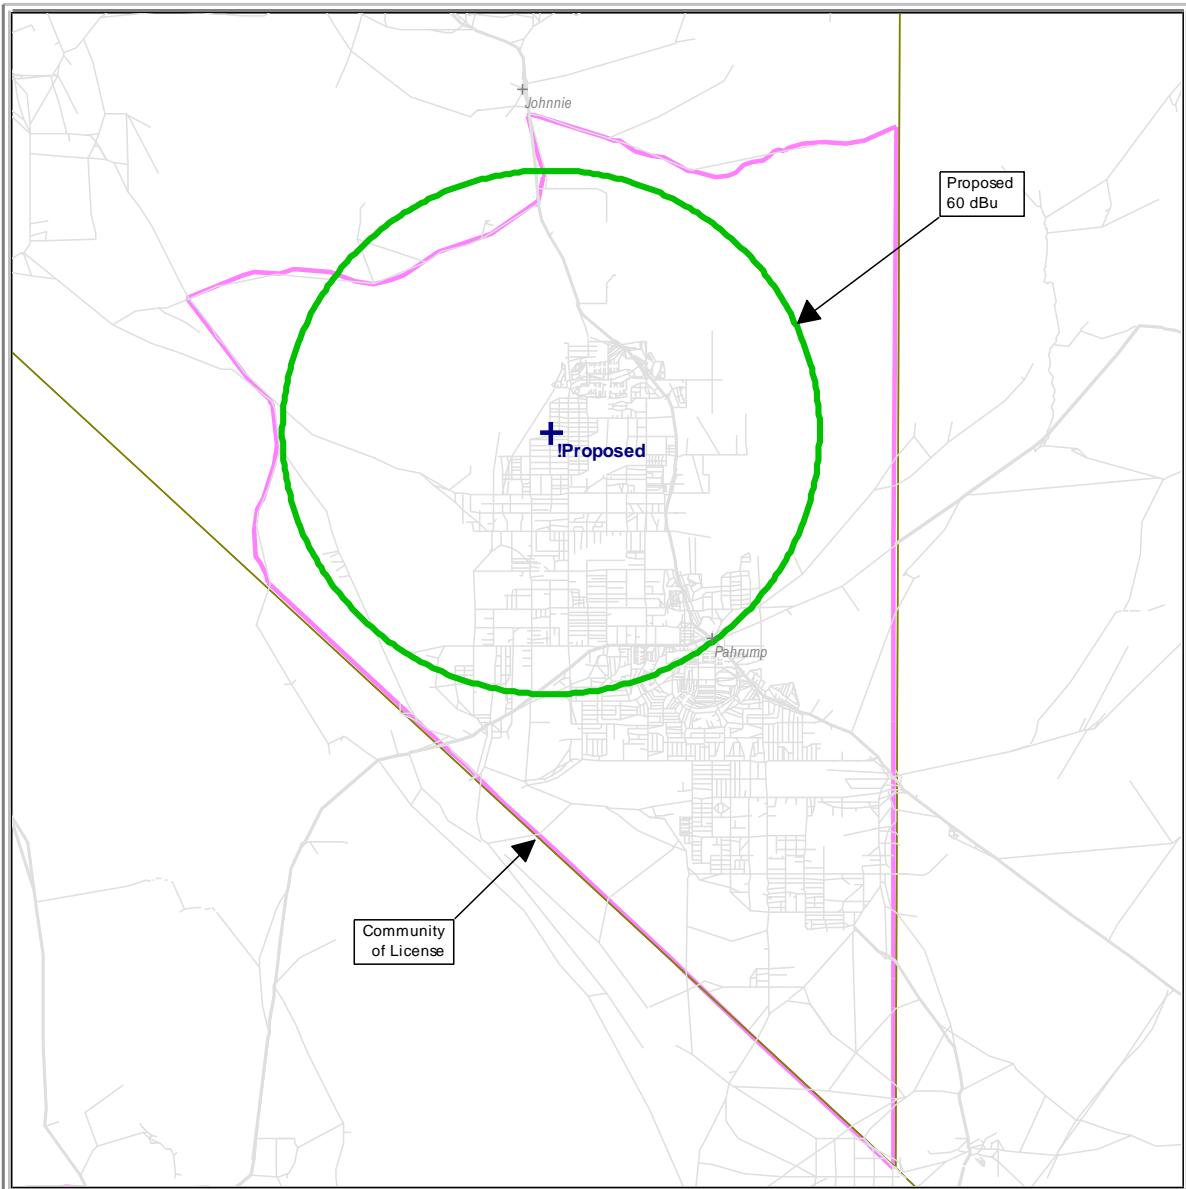 Johnnie
Proposed
60 dBu
!Proposed
Pahrump
Community
of License